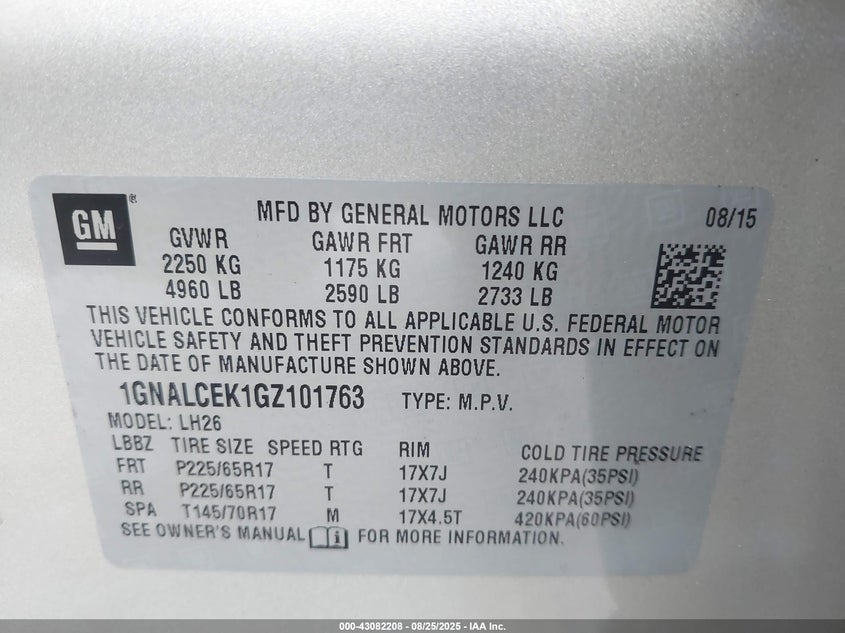 GM®
MFD BY GENERAL MOTORS LLC 08/15
GVWR GAWR FRT GAWR RR
2250 KG 1175 KG 1240 KG
4960 LB 2590 LB 2733 LB
THIS VEHICLE CONFORMS TO ALL APPLICABLE U.S. FEDERAL MOTOR
VEHICLE SAFETY AND THEFT PREVENTION STANDARDS IN EFFECT ON
THE DATE OF MANUFACTURE SHOWN ABOVE.
1GNALCEK1GZ101763 TYPE: M.P.V.
MODEL: LH26
LBBZ TIRE SIZE SPEED RTG RIM COLD TIRE PRESSURE
FRT P225/65R17 T 17X7J 240KPA(35PSI)
RR P225/65R17 T 17X7J 240KPA(35PSI)
SPA T145/70R17 M 17X4.5T 420KPA(60PSI)
SEE OWNER'S MANUAL FOR MORE INFORMATION.
000-43082208 - 08/25/2025 - IAA Inc.